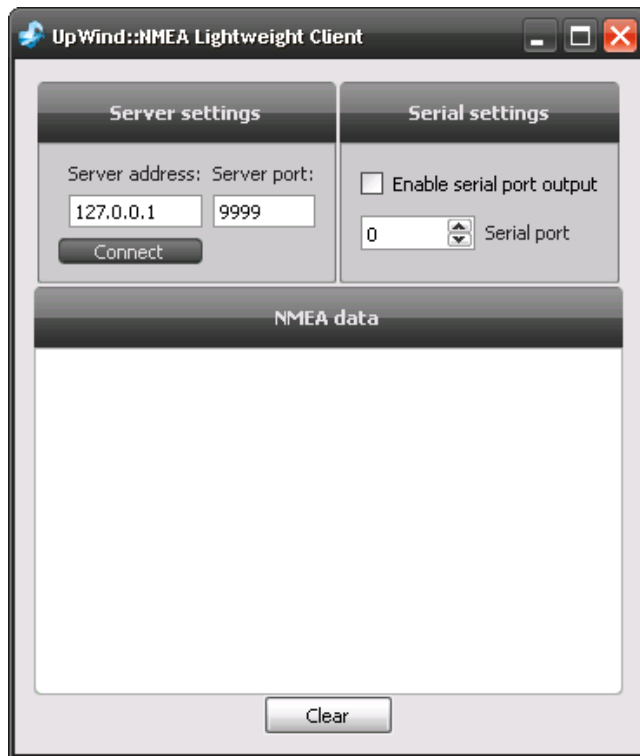 UpWind::NMEA Lightweight Client
Server settings
Serial settings
Server address: Server port:
127.0.0.1 9999
Connect
Enable serial port output
0 Serial port
NMEA data
Clear